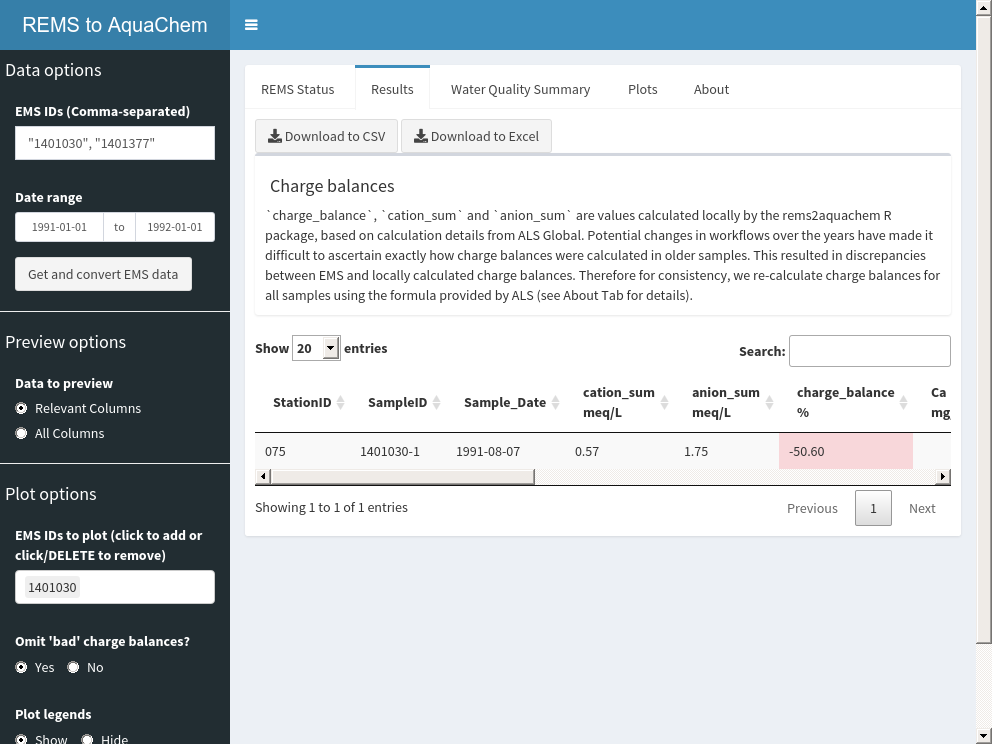 REMS to AquaChem
Data options
EMS IDs (Comma-separated)
"1401030", "1401377"
Date range
1991-01-01 to 1992-01-01
Get and convert EMS data
Preview options
Data to preview
Relevant Columns
All Columns
Plot options
EMS IDs to plot (click to add or
click/DELETE to remove)
1401030
Omit 'bad' charge balances?
Yes No
Plot legends
Show Hide
REMS Status Results Water Quality Summary Plots About
Download to CSV Download to Excel
Charge balances
`charge_balance`, `cation_sum` and `anion_sum` are values calculated locally by the rems2aquachem R
package, based on calculation details from ALS Global. Potential changes in workflows over the years have made it
difficult to ascertain exactly how charge balances were calculated in older samples. This resulted in discrepancies
between EMS and locally calculated charge balances. Therefore for consistency, we re-calculate charge balances for
all samples using the formula provided by ALS (see About Tab for details).
Show 20 entries
Search:
StationID SampleID Sample_Date cation_sum meq/L anion_sum meq/L charge_balance % Ca mg
075 1401030-1 1991-08-07 0.57 1.75 -50.60
Showing 1 to 1 of 1 entries
Previous 1 Next